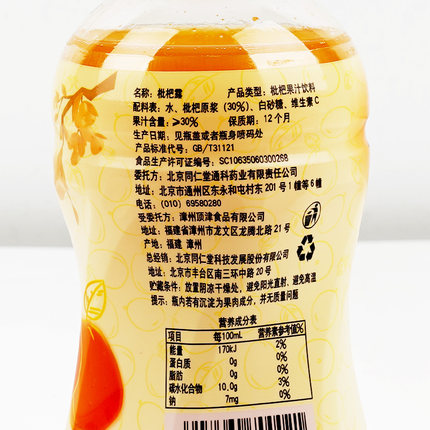 名称：枇杷露 产品类型：枇杷果汁饮料
配料表：水、枇杷原浆（30%）、白砂糖、维生素C
果汁含量：≥30% 保质期：12个月
生产日期：见瓶盖或者瓶身喷码处
产品标准代号：GB/T31121
食品生产许可证编号：SC10635060300268
委托方：北京同仁堂通科药业有限责任公司
地址：北京市通州区东永和屯村东201号1幢等6幢
电话：(010) 69580280
受委托方：漳州顶津食品有限公司
地址：福建省漳州市龙文区龙腾北路21号
产地：福建 漳州
总经销：北京同仁堂科技发展股份有限公司
地址：北京市丰台区南三环中路20号
贮藏条件：放置阴凉干燥处，避免阳光直射，避免高温
提示：瓶内若有沉淀为果肉成分，并无质量问题
营养成分表
项目 每100mL 营养素参考值%
能量 170kJ 2%
蛋白质 0g 0%
脂肪 0g 0%
碳水化合物 10.0g 3%
钠 7mg 0%